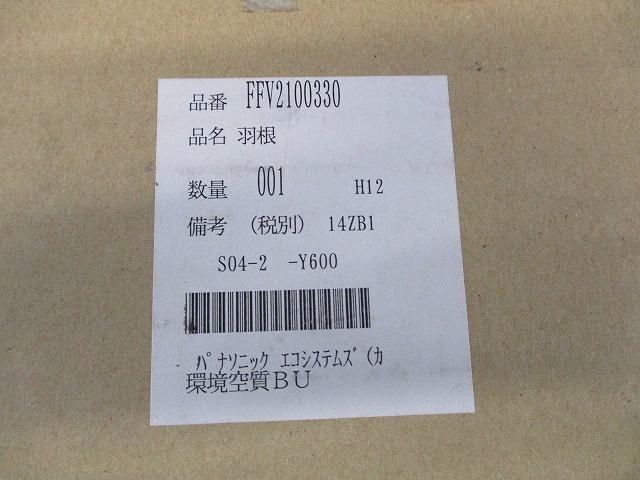 品番 FFV2100330
品名 羽根
数量 001 H12
備考 (税別) 14ZB1
S04-2 -Y600
ﾊﾟﾅソニック ｴｺシステムズﾞ(カ
環境空質BU